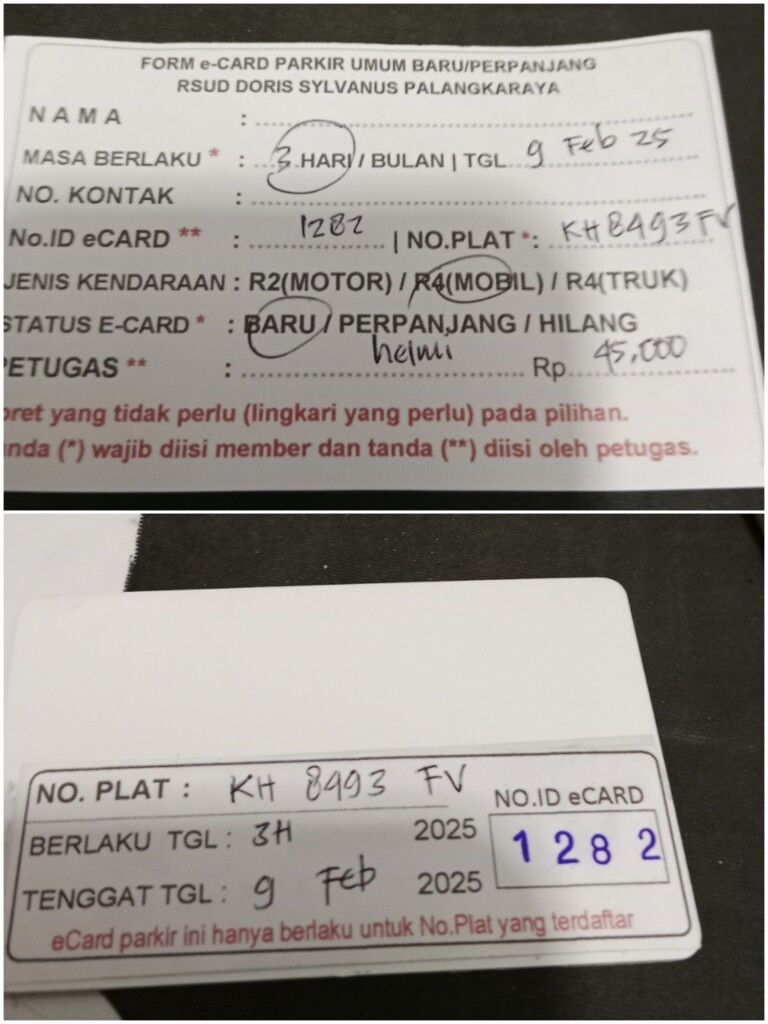 FORM e-CARD PARKIR UMUM BARU/PERPANJANG
RSUD DORIS SYLVANUS PALANGKARAYA
NAMA :
MASA BERLAKU * : 3 HARI / BULAN | TGL 9 Feb 25
NO. KONTAK :
No.ID eCARD ** : 1282 | NO.PLAT *: KH 8493 FV
JENIS KENDARAAN : R2(MOTOR) / R4(MOBIL) / R4(TRUK)
STATUS E-CARD * : BARU / PERPANJANG / HILANG
ETUGAS ** : helmi Rp 45,000
oret yang tidak perlu (lingkari yang perlu) pada pilihan.
nda (*) wajib diisi member dan tanda (**) diisi oleh petugas.
NO. PLAT : KH 8493 FV
NO.ID eCARD
BERLAKU TGL : 3H 2025
1282
TENGGAT TGL : 9 Feb 2025
eCard parkir ini hanya berlaku untuk No.Plat yang terdaftar